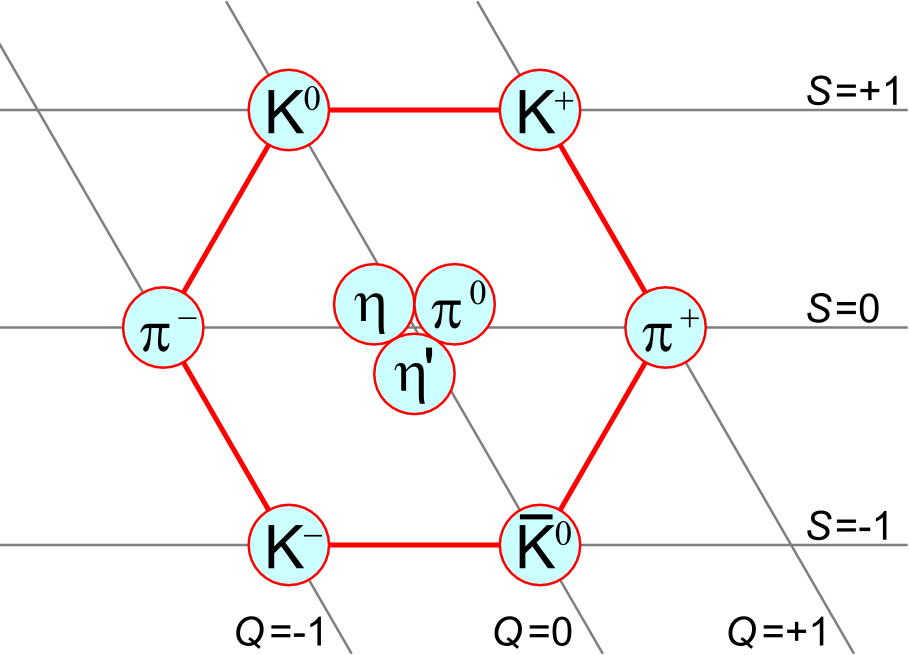 K⁰ K⁺ S=+1
η π⁰
π⁻ π⁺ S=0
η'
K⁻ K̅⁰ S=-1
Q=-1 Q=0 Q=+1